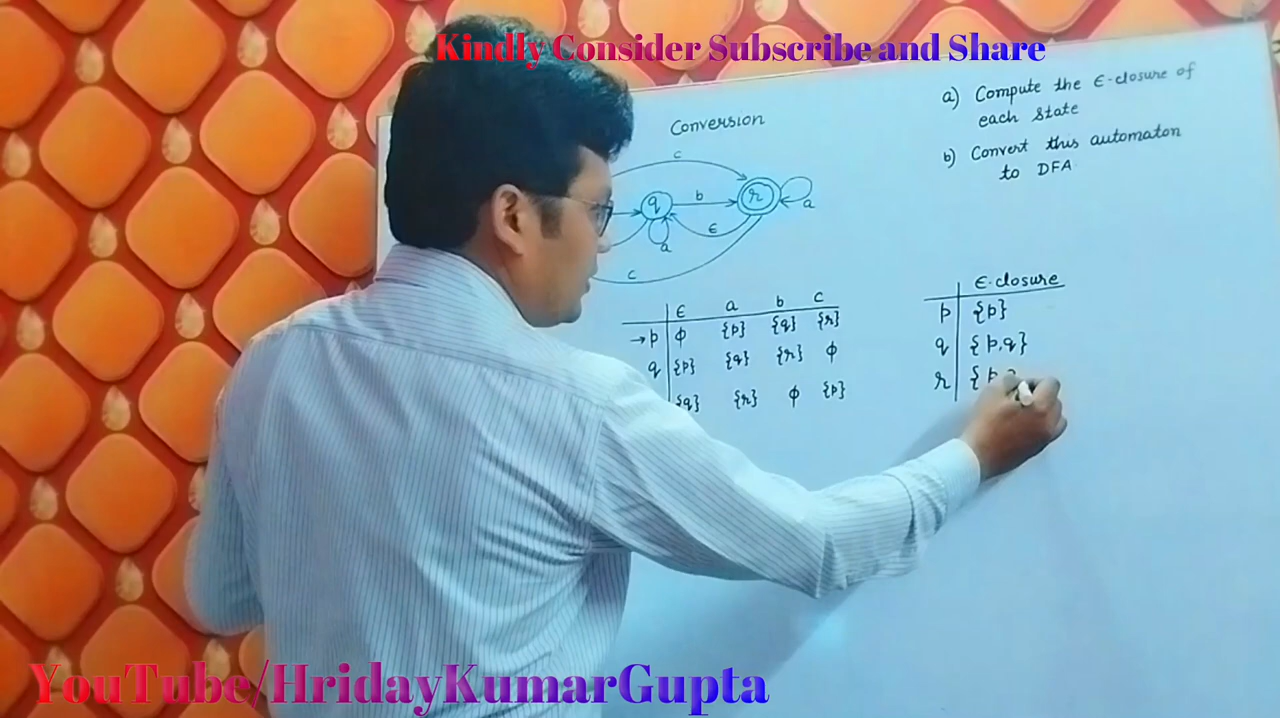 Kindly Consider Subscribe and Share
Conversion
a) Compute the ε-closure of
each state
b) Convert this automaton
to DFA
c
q b r
a
ε
a
c
ε a b c
→p ϕ {p} {q} {r}
q {p} {q} {r} ϕ
{q} {r} ϕ {p}
ε-closure
p {p}
q {p,q}
r {p,
YouTube/HridayKumarGupta